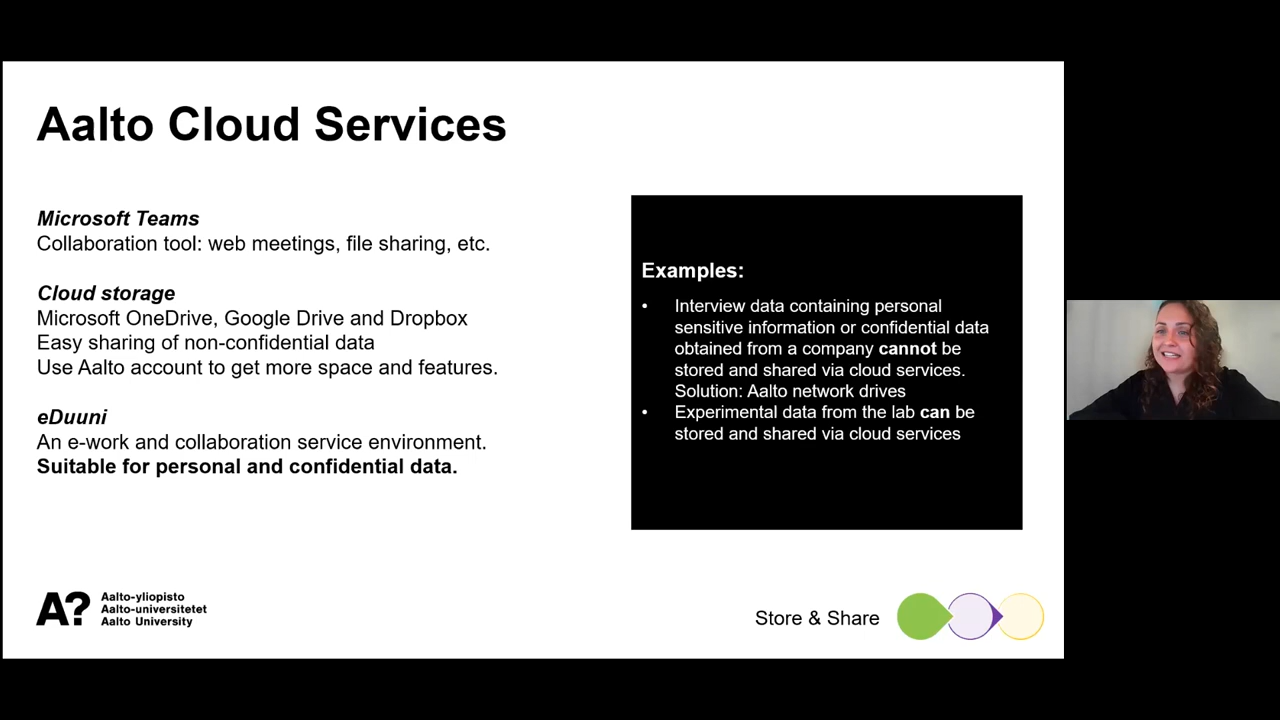 Aalto Cloud Services
Microsoft Teams
Collaboration tool: web meetings, file sharing, etc.
Cloud storage
Microsoft OneDrive, Google Drive and Dropbox
Easy sharing of non-confidential data
Use Aalto account to get more space and features.
eDuuni
An e-work and collaboration service environment.
Suitable for personal and confidential data.
Examples:
• Interview data containing personal
sensitive information or confidential data
obtained from a company cannot be
stored and shared via cloud services.
Solution: Aalto network drives
• Experimental data from the lab can be
stored and shared via cloud services
A?
Aalto-yliopisto
Aalto-universitetet
Aalto University
Store & Share